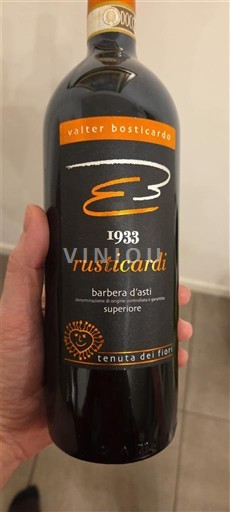 valter bosticardo
1933
rusticardi
barbera d'asti
denominazione di origine controllata e garantita
superiore
tenuta dei fiori
VINIOU